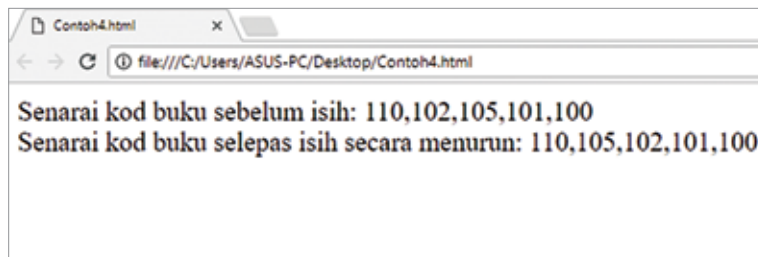 Contoh4.html
file:///C:/Users/ASUS-PC/Desktop/Contoh4.html
Senarai kod buku sebelum isih: 110,102,105,101,100
Senarai kod buku selepas isih secara menurun: 110,105,102,101,100